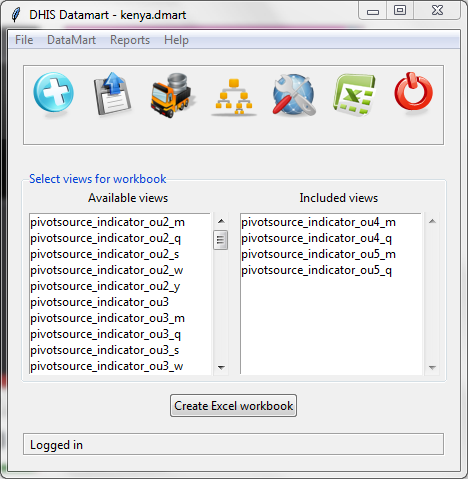 DHIS Datamart - kenya.dmart
File DataMart Reports Help
Select views for workbook
Available views
pivotsource_indicator_ou2_m
pivotsource_indicator_ou2_q
pivotsource_indicator_ou2_s
pivotsource_indicator_ou2_w
pivotsource_indicator_ou2_y
pivotsource_indicator_ou3
pivotsource_indicator_ou3_m
pivotsource_indicator_ou3_q
pivotsource_indicator_ou3_s
pivotsource_indicator_ou3_w
Included views
pivotsource_indicator_ou4_m
pivotsource_indicator_ou4_q
pivotsource_indicator_ou5_m
pivotsource_indicator_ou5_q
Create Excel workbook
Logged in